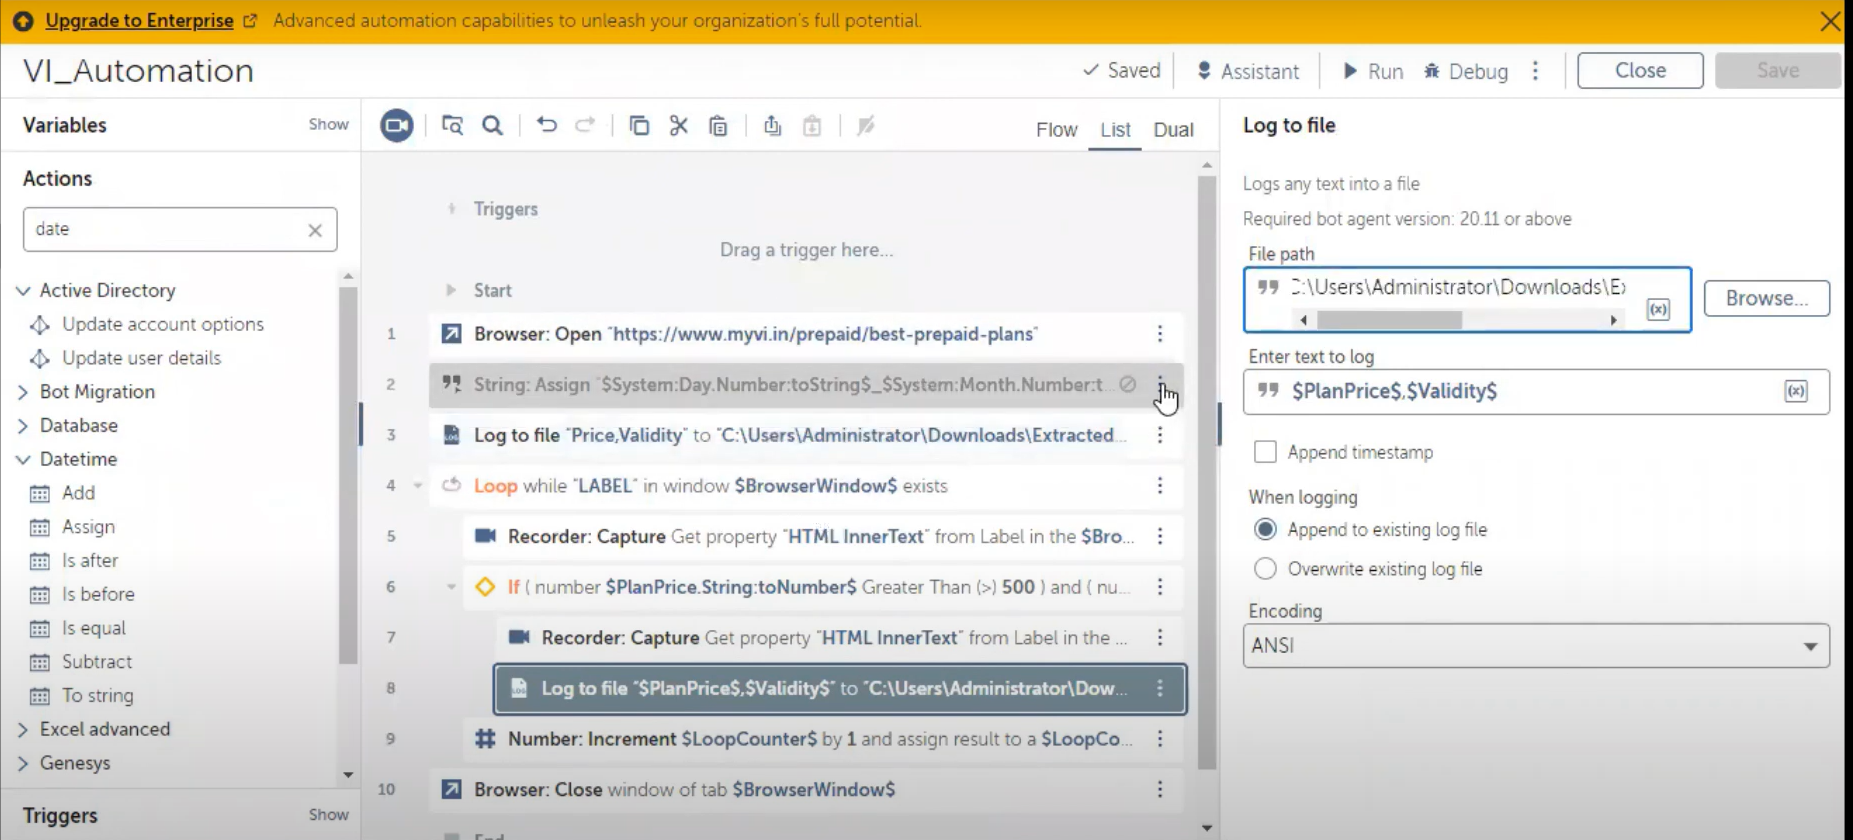 Upgrade to Enterprise Advanced automation capabilities to unleash your organization's full potential.
VI_Automation
Saved
Assistant
Run
Debug
Close
Save
Variables
Show
Actions
date
Active Directory
Update account options
Update user details
Bot Migration
Database
Datetime
Add
Assign
Is after
Is before
Is equal
Subtract
To string
Excel advanced
Genesys
Triggers
Show
Flow
List
Dual
Triggers
Drag a trigger here...
Start
1 Browser: Open "https://www.myvi.in/prepaid/best-prepaid-plans"
2 String: Assign "$System:Day.Number:toString$_$System:Month.Number:t...
3 Log to file "Price,Validity" to "C:\Users\Administrator\Downloads\Extracted...
4 Loop while "LABEL" in window $BrowserWindow$ exists
5 Recorder: Capture Get property "HTML InnerText" from Label in the $Bro...
6 If ( number $PlanPrice.String:toNumber$ Greater Than (>) 500 ) and ( nu...
7 Recorder: Capture Get property "HTML InnerText" from Label in the ...
8 Log to file "$PlanPrice$,$Validity$" to "C:\Users\Administrator\Dow...
9 Number: Increment $LoopCounter$ by 1 and assign result to a $LoopCo...
10 Browser: Close window of tab $BrowserWindow$
Log to file
Logs any text into a file
Required bot agent version: 20.11 or above
File path
:\Users\Administrator\Downloads\Ex
(x)
Browse...
Enter text to log
$PlanPrice$,$Validity$
(x)
Append timestamp
When logging
Append to existing log file
Overwrite existing log file
Encoding
ANSI